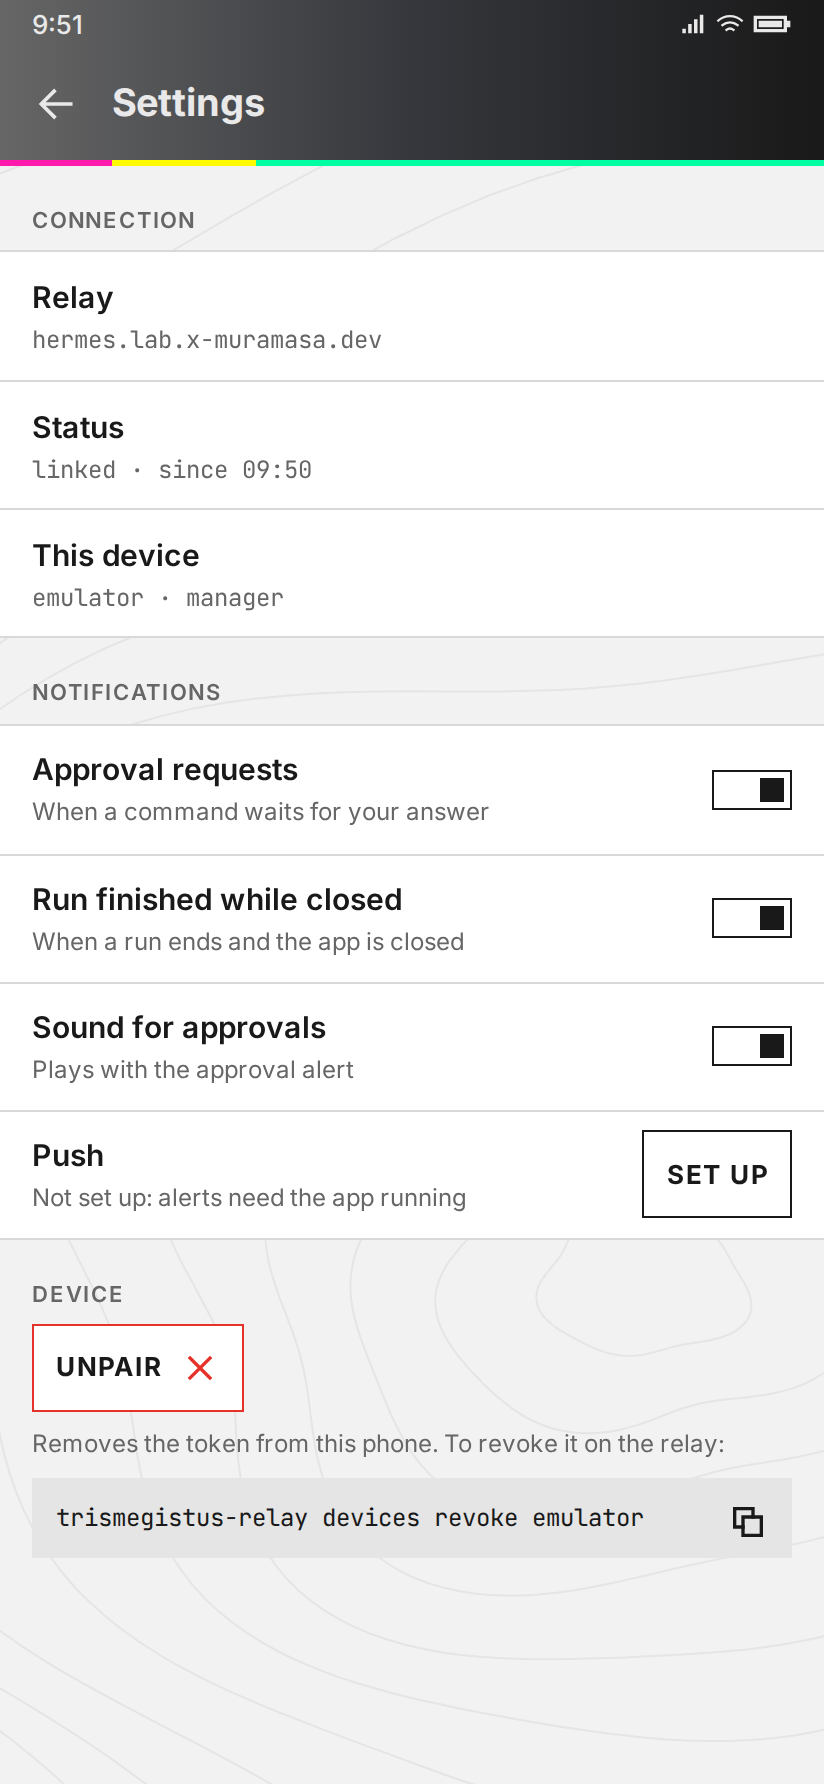 9:51
Settings
CONNECTION
Relay
hermes.lab.x-muramasa.dev
Status
linked · since 09:50
This device
emulator · manager
NOTIFICATIONS
Approval requests
When a command waits for your answer
Run finished while closed
When a run ends and the app is closed
Sound for approvals
Plays with the approval alert
Push
Not set up: alerts need the app running
SET UP
DEVICE
UNPAIR
Removes the token from this phone. To revoke it on the relay:
trismegistus-relay devices revoke emulator